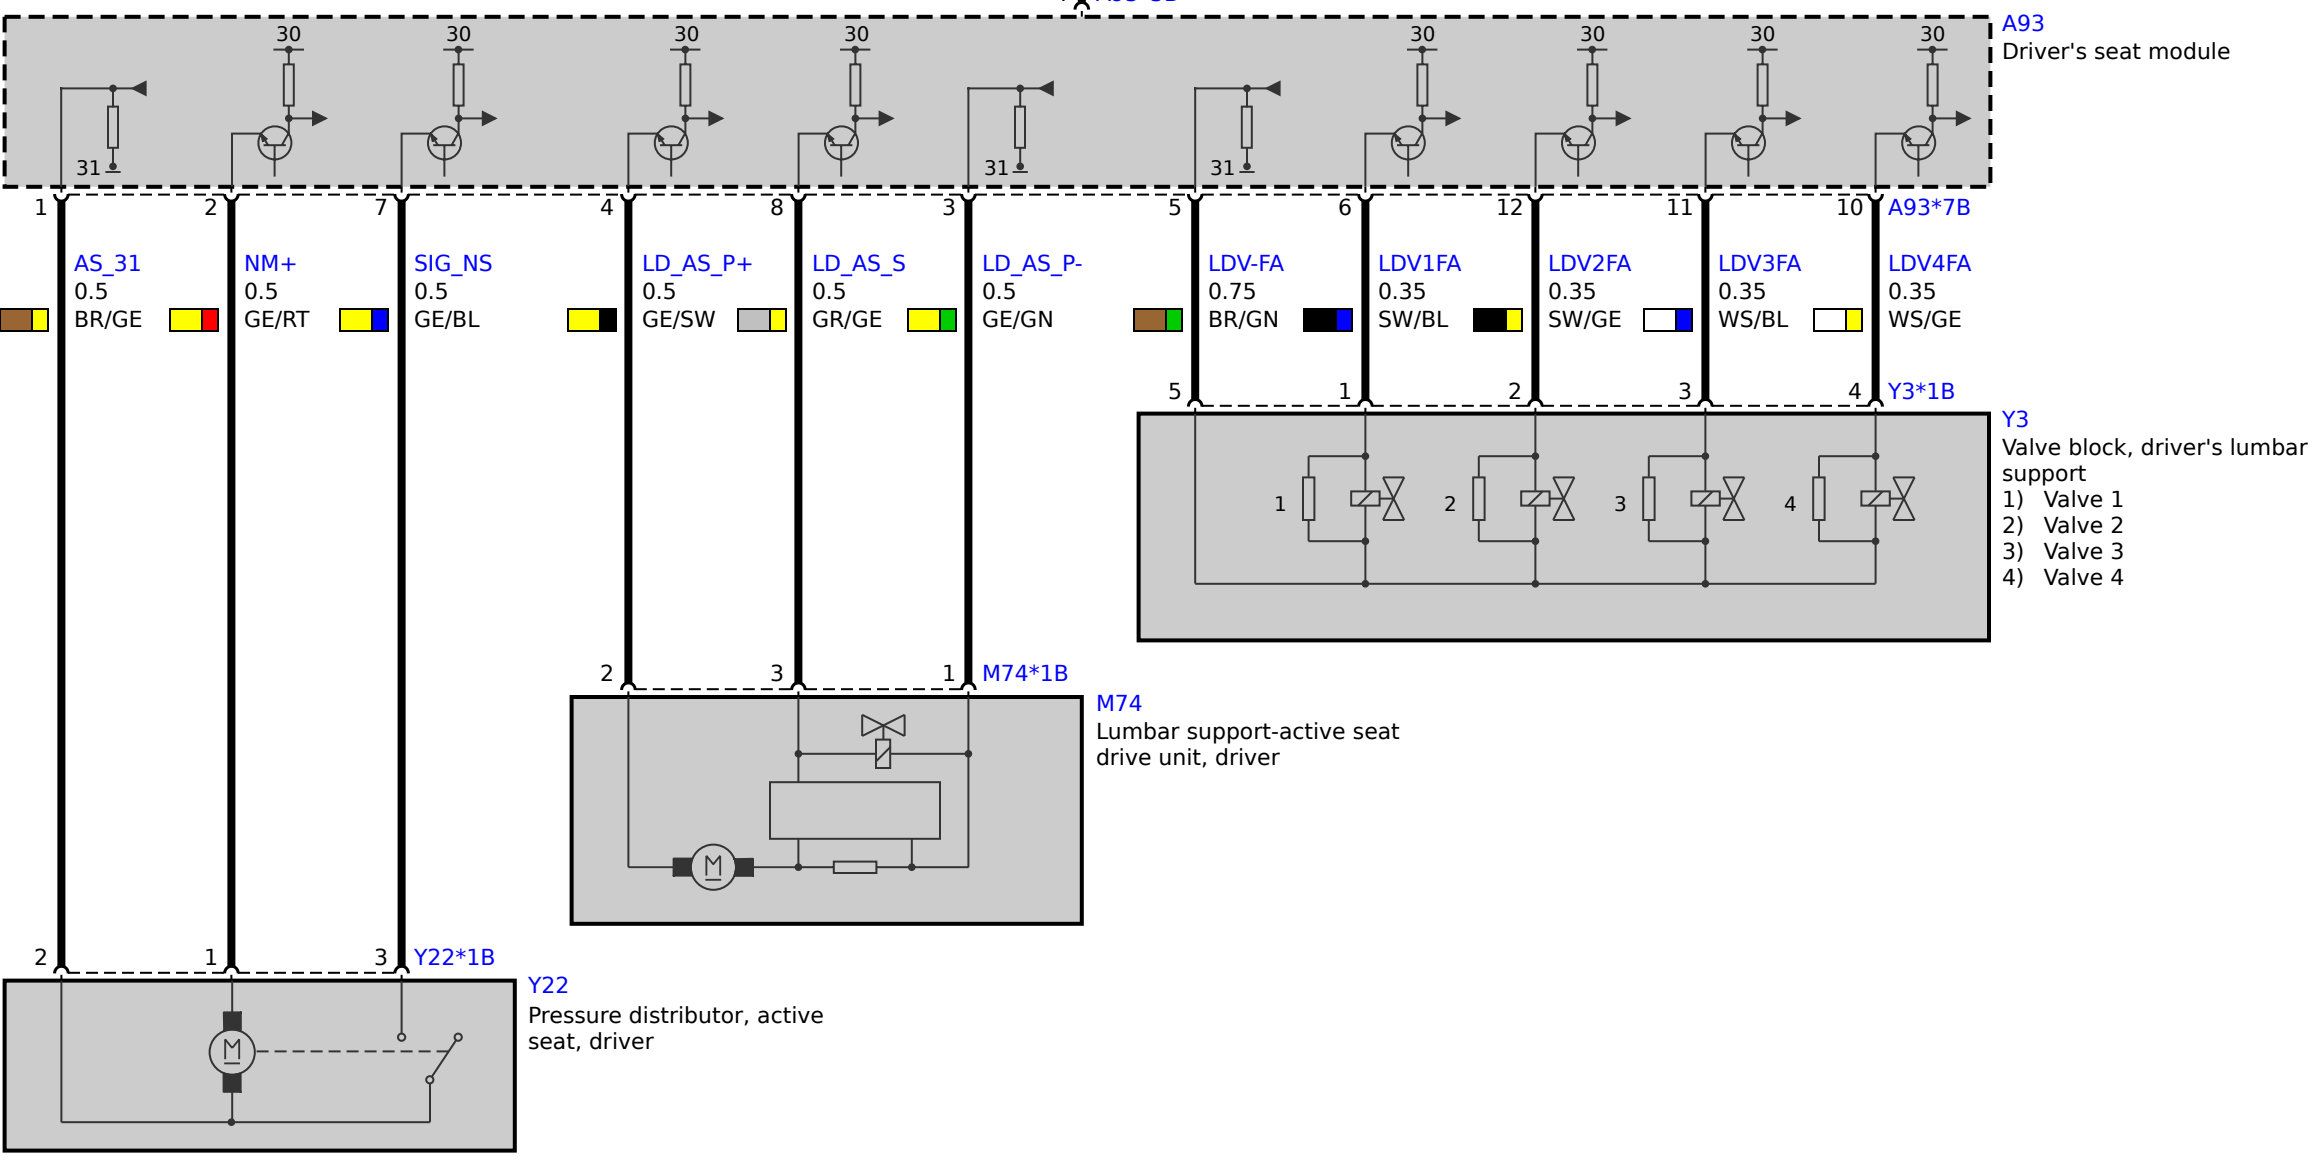 30 30 30 30 30 30 30 30
A93
Driver's seat module
31 31 31
1 2 7 4 8 3 5 6 12 11 10 A93*7B
AS_31 NM+ SIG_NS LD_AS_P+ LD_AS_S LD_AS_P- LDV-FA LDV1FA LDV2FA LDV3FA LDV4FA
0.5 0.5 0.5 0.5 0.5 0.5 0.75 0.35 0.35 0.35 0.35
BR/GE GE/RT GE/BL GE/SW GR/GE GE/GN BR/GN SW/BL SW/GE WS/BL WS/GE
5 1 2 3 4 Y3*1B
Y3
Valve block, driver's lumbar
support
1) Valve 1
2) Valve 2
3) Valve 3
4) Valve 4
1 2 3 4
2 3 1 M74*1B
M74
Lumbar support-active seat
drive unit, driver
M
2 1 3 Y22*1B
Y22
Pressure distributor, active
seat, driver
M